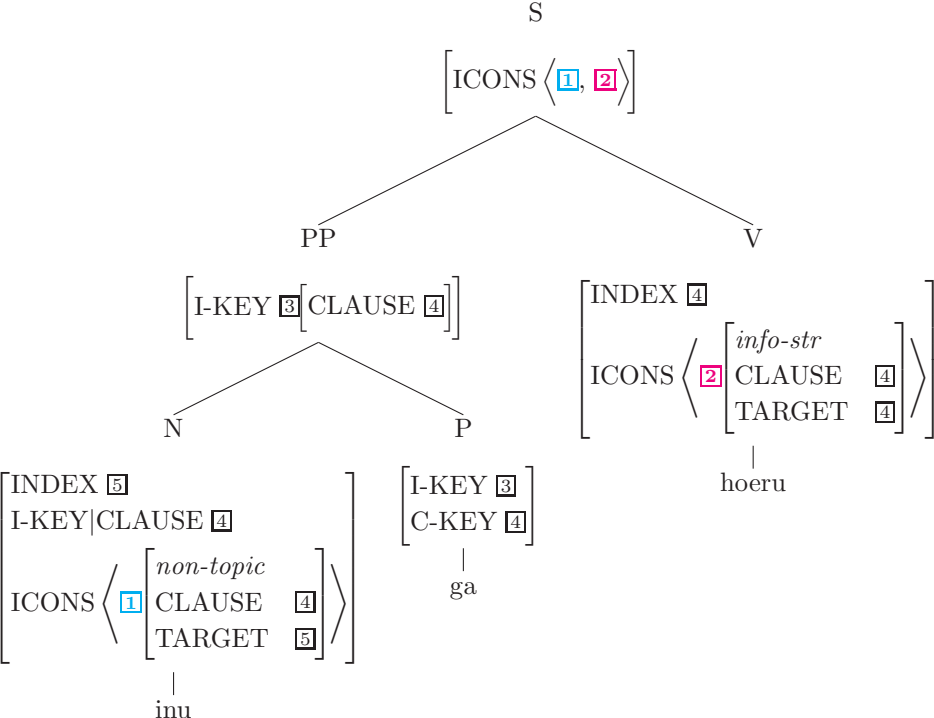 S
[ICONS ⟨1, 2⟩]
PP
V
[I-KEY 3[CLAUSE 4]]
INDEX 4
ICONS ⟨2[info-str
CLAUSE 4
TARGET 4]⟩
hoeru
N
P
INDEX 5
I-KEY|CLAUSE 4
ICONS ⟨1[non-topic
CLAUSE 4
TARGET 5]⟩
inu
I-KEY 3
C-KEY 4
ga